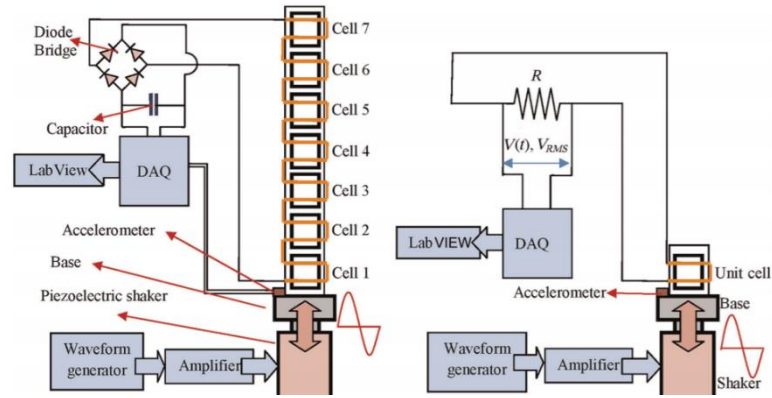 Diode
Bridge
Capacitor
LabView
DAQ
Accelerometer
Base
Piezoelectric shaker
Waveform
generator
Amplifier
Cell 7
Cell 6
Cell 5
Cell 4
Cell 3
Cell 2
Cell 1
R
V(t), VRMS
LabVIEW
DAQ
Accelerometer
Unit cell
Base
Waveform
generator
Amplifier
Shaker